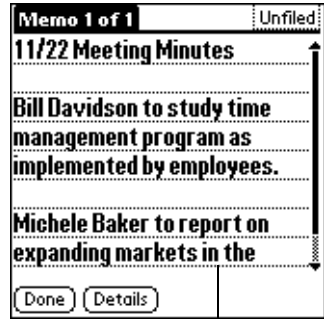 Memo 1 of 1
Unfiled
11/22 Meeting Minutes
Bill Davidson to study time
management program as
implemented by employees.
Michele Baker to report on
expanding markets in the
Done
Details